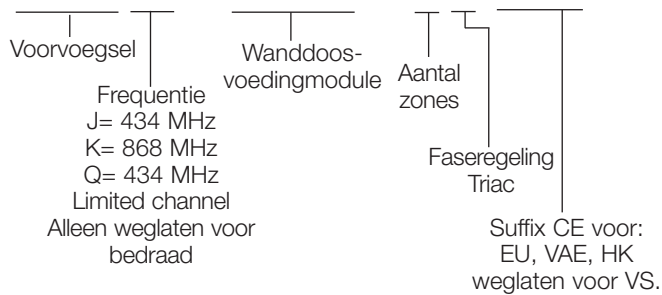 Voorvoegsel
Frequentie
J= 434 MHz
K= 868 MHz
Q= 434 MHz
Limited channel
Alleen weglaten voor
bedraad
Wanddoos-
voedingmodule
Aantal
zones
Faseregeling
Triac
Suffix CE voor:
EU, VAE, HK
weglaten voor VS.